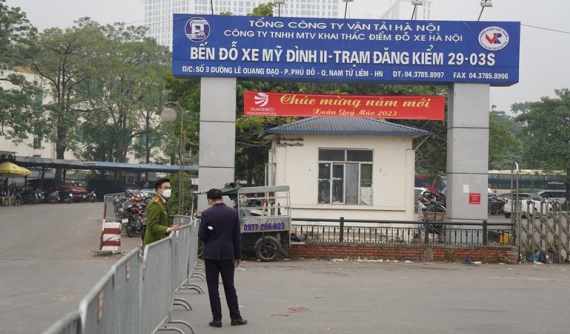 TỔNG CÔNG TY VẬN TẢI HÀ NỘI
CÔNG TY TNHH MTV KHAI THÁC ĐIỂM ĐỖ XE HÀ NỘI
BẾN ĐỖ XE MỸ ĐÌNH II-TRẠM ĐĂNG KIỂM 29-03S
Đ/C: SỐ 3 ĐƯỜNG LÊ QUANG ĐẠO - P. PHÚ ĐÔ - Q. NAM TỪ LIÊM - HN ĐT: 04.3785.8997 FAX 04.3785.8996
TRANSERCO
Chúc mừng năm mới
Xuân Quý Mão 2023
VR
0977 266 823